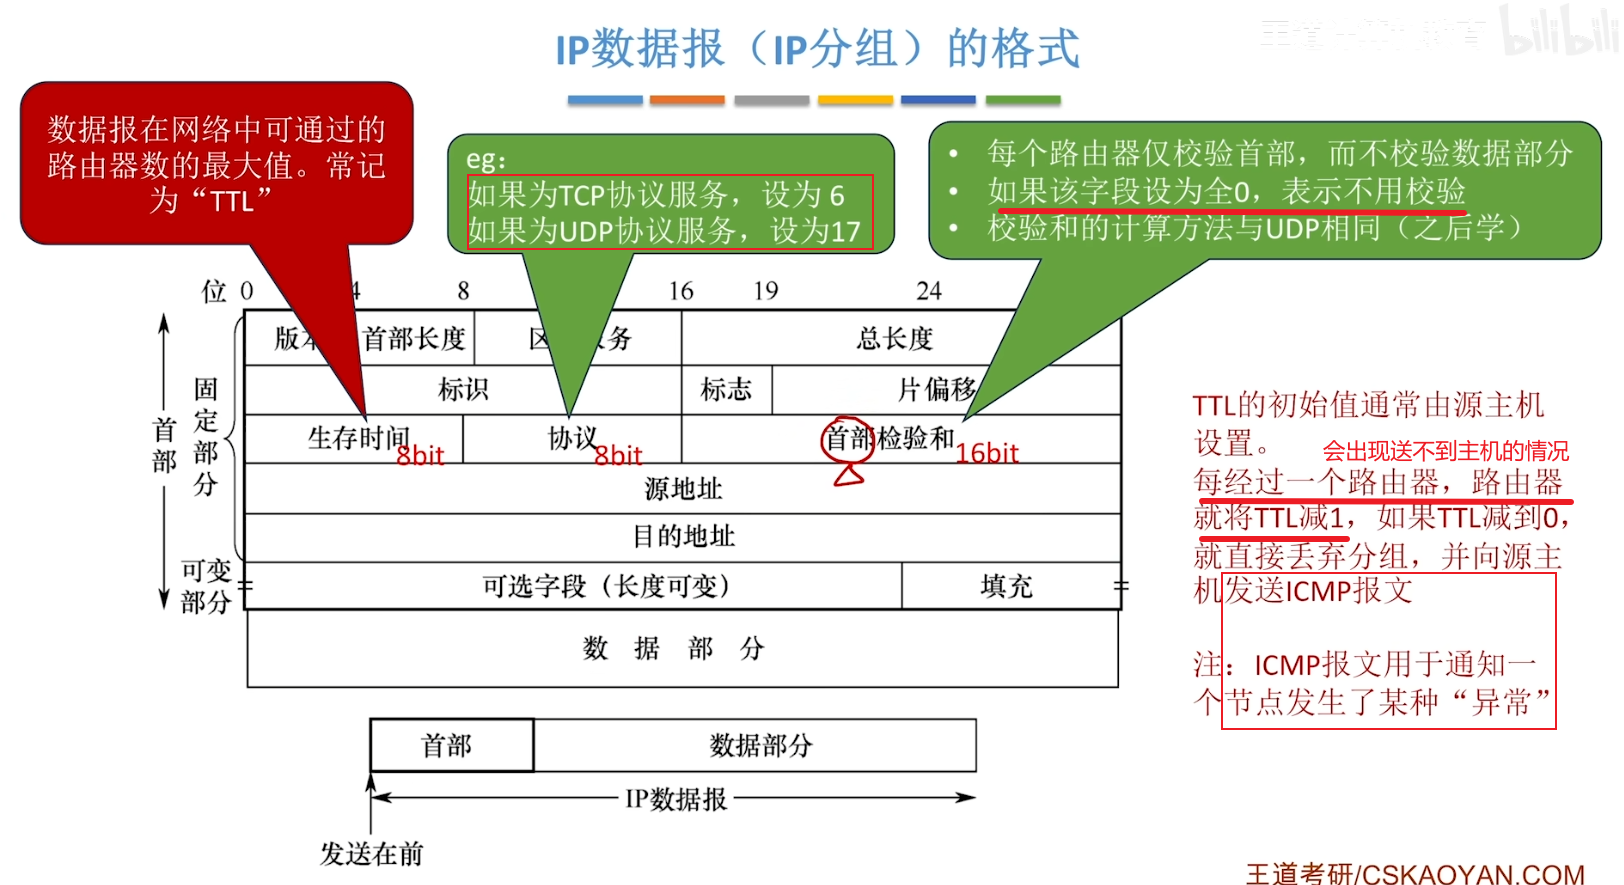 IP数据报（IP分组）的格式
bilibili
数据报在网络中可通过的
路由器数的最大值。常记
为“TTL”
eg：
如果为TCP协议服务，设为 6
如果为UDP协议服务，设为17
• 每个路由器仅校验首部，而不校验数据部分
• 如果该字段设为全0，表示不用校验
• 校验和的计算方法与UDP相同（之后学）
位 0 4 8 16 19 24
首部长度 总长度
标识 标志 片偏移
生存时间 8bit 协议 8bit 首部检验和 16bit
源地址
目的地址
可选字段（长度可变） 填充
数 据 部 分
首部
固定部分
可变
部分
首部 数据部分
IP数据报
发送在前
TTL的初始值通常由源主机
设置。
会出现送不到主机的情况
每经过一个路由器，路由器
就将TTL减1，如果TTL减到0，
就直接丢弃分组，并向源主
机发送ICMP报文
注：ICMP报文用于通知一
个节点发生了某种“异常”
王道考研/CSKAOYAN.COM